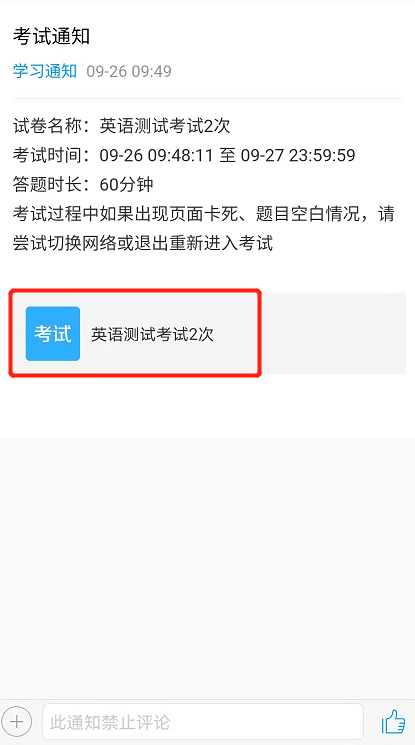 考试通知
学习通知 09-26 09:49
试卷名称：英语测试考试2次
考试时间：09-26 09:48:11 至 09-27 23:59:59
答题时长：60分钟
考试过程中如果出现页面卡死、题目空白情况，请
尝试切换网络或退出重新进入考试
考试 英语测试考试2次
此通知禁止评论